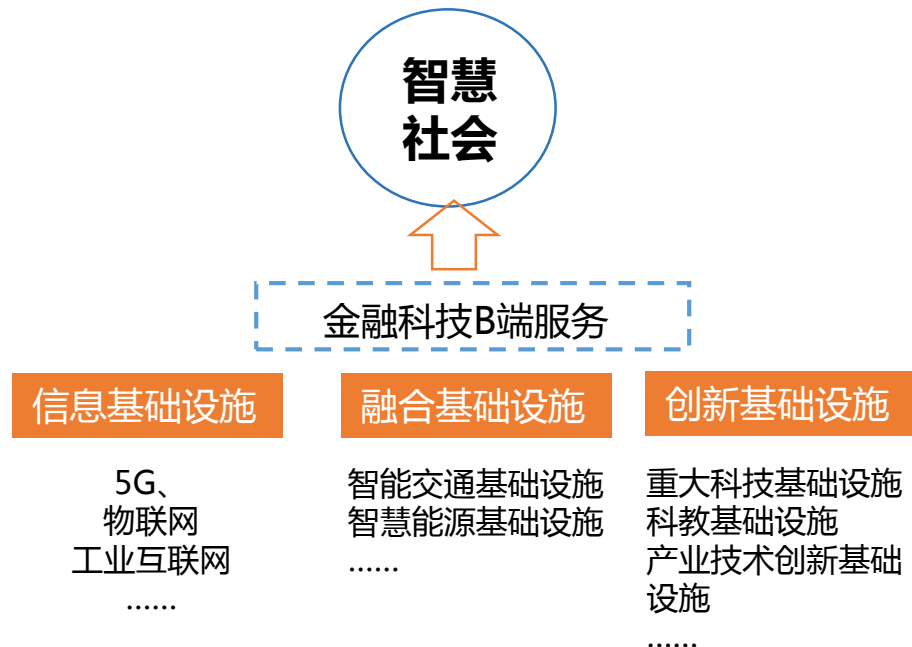 智慧
社会
金融科技B端服务
信息基础设施
5G、
物联网
工业互联网
……
融合基础设施
智能交通基础设施
智慧能源基础设施
……
创新基础设施
重大科技基础设施
科教基础设施
产业技术创新基础
设施
……